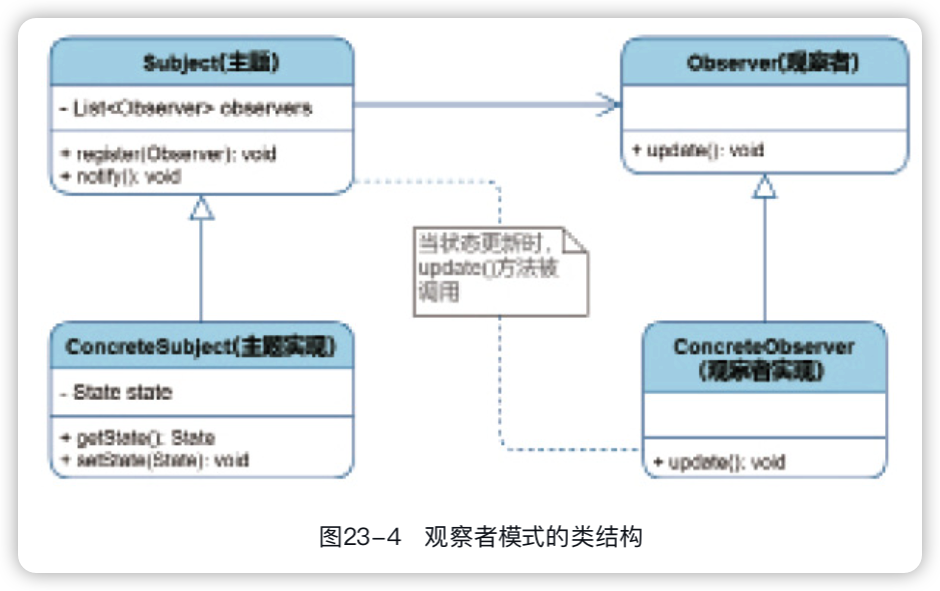 Subject(主题)
- List<Observer> observers
+ register(Observer): void
+ notify(): void
Observer(观察者)
+ update(): void
当状态更新时，
update()方法被
调用
ConcreteSubject(主题实现)
- State state
+ getState(): State
+ setState(State): void
ConcreteObserver
(观察者实现)
+ update(): void
图23-4 观察者模式的类结构